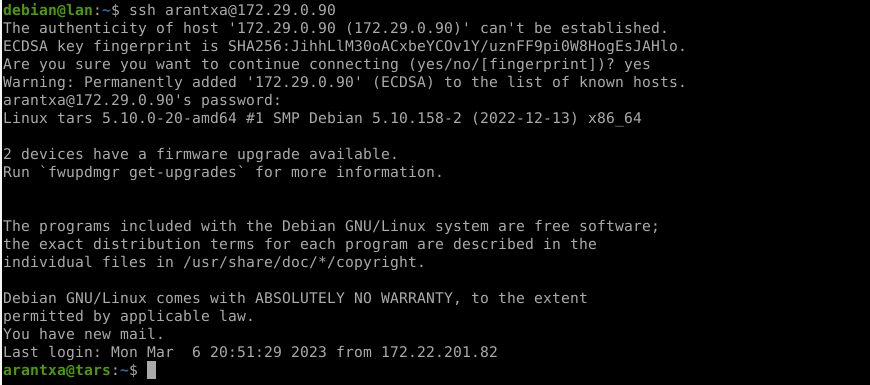 debian@lan:~$ ssh arantxa@172.29.0.90
The authenticity of host '172.29.0.90 (172.29.0.90)' can't be established.
ECDSA key fingerprint is SHA256:JihhLlM30oACxbeYCOv1Y/uznFF9pi0W8HogEsJAHlo.
Are you sure you want to continue connecting (yes/no/[fingerprint])? yes
Warning: Permanently added '172.29.0.90' (ECDSA) to the list of known hosts.
arantxa@172.29.0.90's password:
Linux tars 5.10.0-20-amd64 #1 SMP Debian 5.10.158-2 (2022-12-13) x86_64
2 devices have a firmware upgrade available.
Run `fwupdmgr get-upgrades` for more information.
The programs included with the Debian GNU/Linux system are free software;
the exact distribution terms for each program are described in the
individual files in /usr/share/doc/*/copyright.
Debian GNU/Linux comes with ABSOLUTELY NO WARRANTY, to the extent
permitted by applicable law.
You have new mail.
Last login: Mon Mar  6 20:51:29 2023 from 172.22.201.82
arantxa@tars:~$